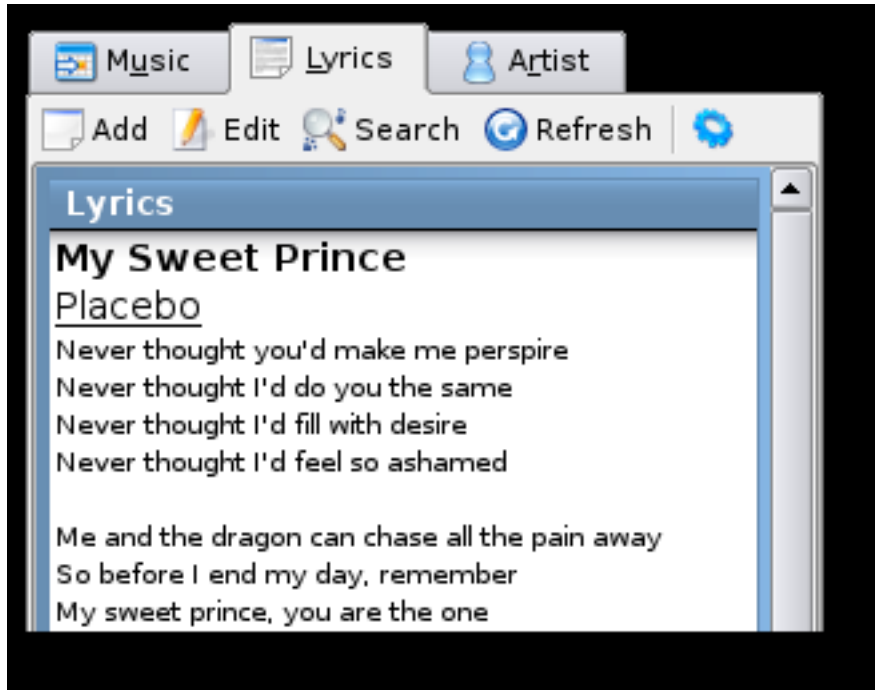 Music Lyrics Artist
Add Edit Search Refresh
Lyrics
My Sweet Prince
Placebo
Never thought you'd make me perspire
Never thought I'd do you the same
Never thought I'd fill with desire
Never thought I'd feel so ashamed
Me and the dragon can chase all the pain away
So before I end my day, remember
My sweet prince, you are the one